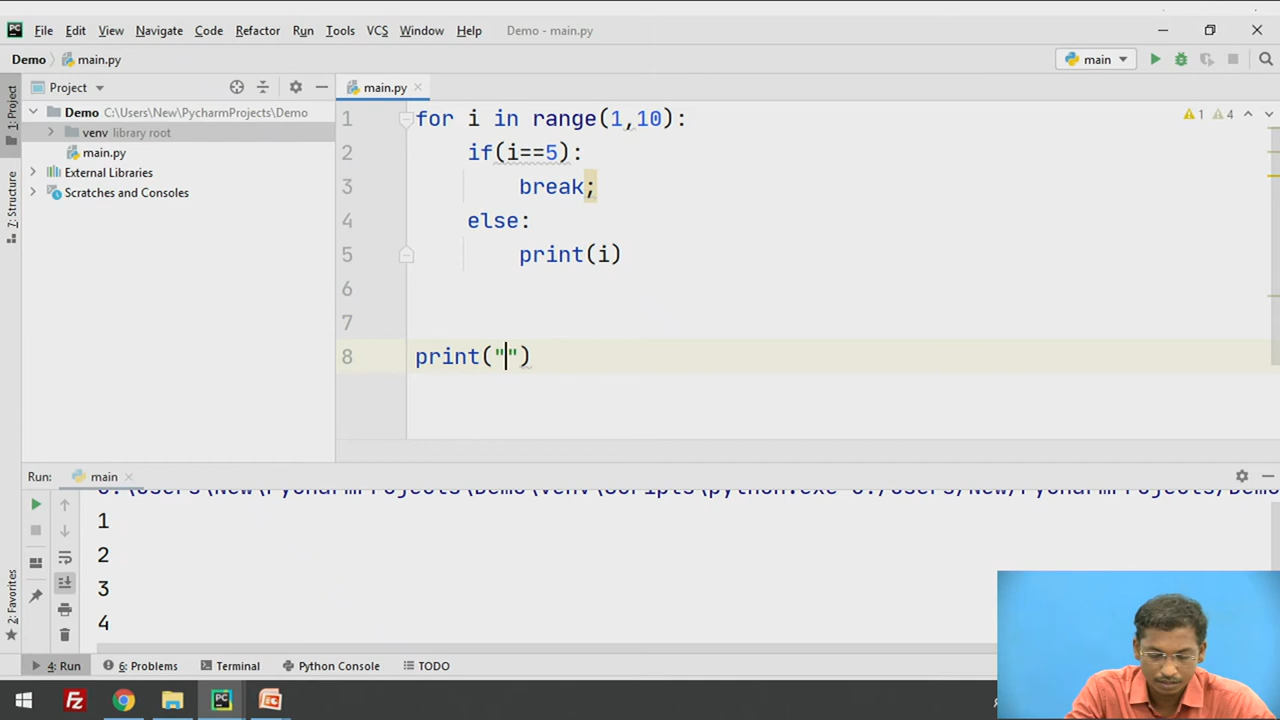 PC File Edit View Navigate Code Refactor Run Tools VCS Window Help Demo - main.py
Demo main.py main
1: Project
7: Structure
2: Favorites
Project
Demo C:\Users\New\PycharmProjects\Demo
venv library root
main.py
External Libraries
Scratches and Consoles
main.py
1 4
1 for i in range(1,10):
2 if(i==5):
3 break;
4 else:
5 print(i)
6
7
8 print("")
Run: main
C:\Users\New\PycharmProjects\Demo\venv\Scripts\python.exe C:/Users/New/PycharmProjects/Demo
1
2
3
4
4: Run 6: Problems Terminal Python Console TODO